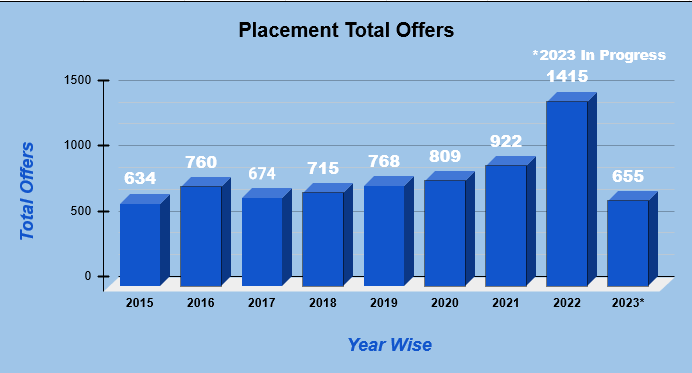 Placement Total Offers
*2023 In Progress
1500
1000
500
0
Total Offers
634
760
674
715
768
809
922
1415
655
2015 2016 2017 2018 2019 2020 2021 2022 2023*
Year Wise